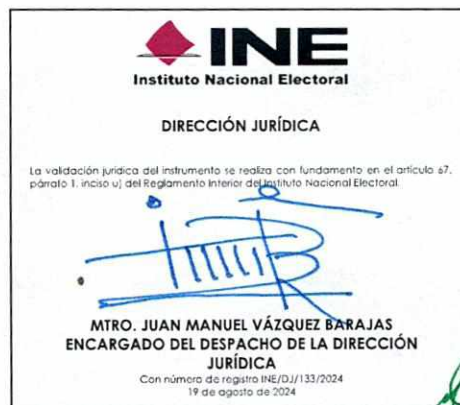 INE
Instituto Nacional Electoral
DIRECCIÓN JURÍDICA
La validación jurídica del instrumento se realiza con fundamento en el artículo 67,
párrafo 1, inciso u) del Reglamento Interior del Instituto Nacional Electoral.
MTRO. JUAN MANUEL VÁZQUEZ BARAJAS
ENCARGADO DEL DESPACHO DE LA DIRECCIÓN
JURÍDICA
Con número de registro INE/DJ/133/2024
19 de agosto de 2024